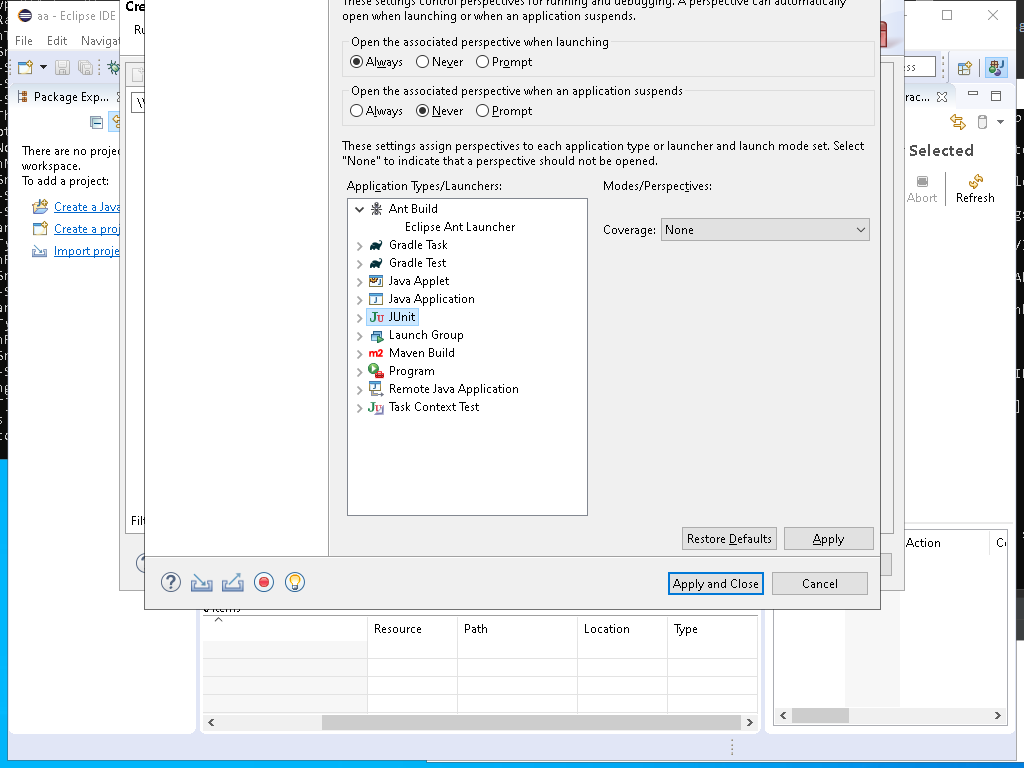 These settings control perspectives for running and debugging. A perspective can automatically
open when launching or when an application suspends.
aa - Eclipse IDE
Cre
File Edit Navigat
Ru
Open the associated perspective when launching
Always Never Prompt
Open the associated perspective when an application suspends
Always Never Prompt
ss
Package Exp...
rac...
There are no proje
workspace.
To add a project:
Create a Java
Create a proj
Import proje
These settings assign perspectives to each application type or launcher and launch mode set. Select
"None" to indicate that a perspective should not be opened.
Selected
Abort Refresh
Application Types/Launchers:
Modes/Perspectives:
Ant Build
Eclipse Ant Launcher
Coverage: None
Gradle Task
Gradle Test
Java Applet
Java Application
JUnit
Launch Group
Maven Build
Program
Remote Java Application
Task Context Test
Filt
Restore Defaults Apply
Action
Apply and Close Cancel
Resource Path Location Type